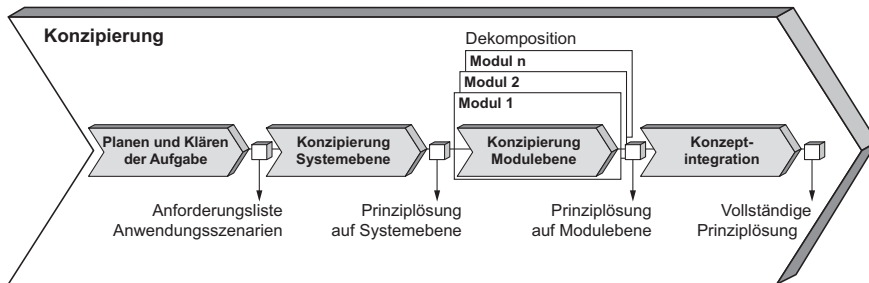 Konzipierung
Dekomposition
Modul n
Modul 2
Modul 1
Planen und Klären
der Aufgabe
Konzipierung
Systemebene
Konzipierung
Modulebene
Konzept-
integration
Anforderungsliste
Anwendungsszenarien
Prinziplösung
auf Systemebene
Prinziplösung
auf Modulebene
Vollständige
Prinziplösung